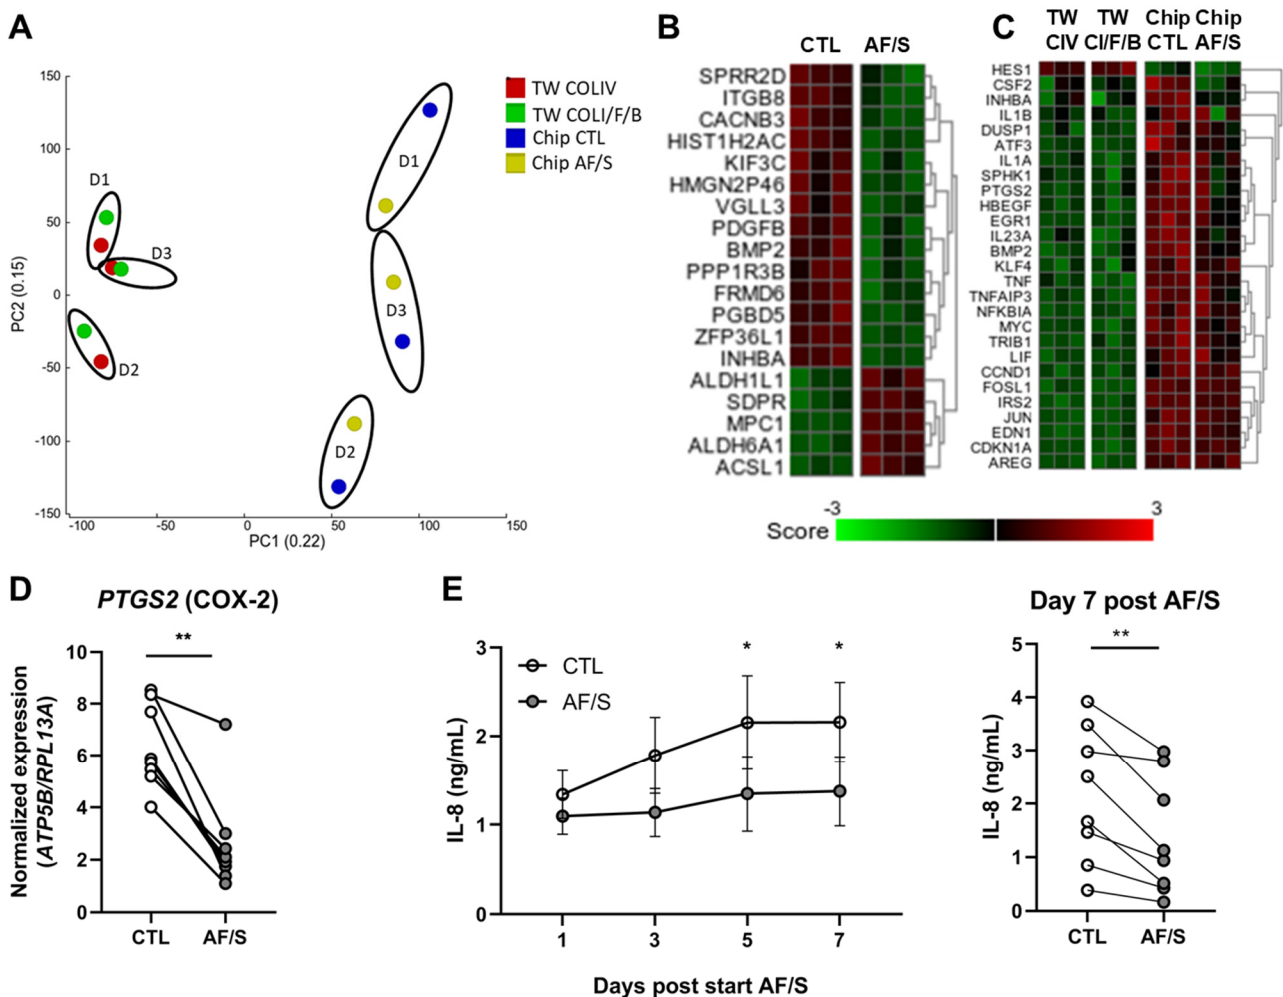 A
150
100
50
0
-50
-100
-150
-100
-50
0
50
100
150
PC2 (0.15)
PC1 (0.22)
D1
D3
D2
D1
D3
D2
TW COLIV
TW COLI/F/B
Chip CTL
Chip AF/S
B
CTL AF/S
SPRR2D
ITGB8
CACNB3
HIST1H2AC
KIF3C
HMGN2P46
VGLL3
PDGFB
BMP2
PPP1R3B
FRMD6
PGBD5
ZFP36L1
INHBA
ALDH1L1
SDPR
MPC1
ALDH6A1
ACSL1
C
TW TW Chip Chip
CIV CI/F/B CTL AF/S
HES1
CSF2
INHBA
IL1B
DUSP1
ATF3
IL1A
SPHK1
PTGS2
HBEGF
EGR1
IL23A
BMP2
KLF4
TNF
TNFAIP3
NFKBIA
MYC
TRIB1
LIF
CCND1
FOSL1
IRS2
JUN
EDN1
CDKN1A
AREG
-3 3
Score
D
PTGS2 (COX-2)
**
10
8
6
4
2
0
Normalized expression
(ATP5B/RPL13A)
CTL AF/S
E
3
2
1
0
IL-8 (ng/mL)
CTL
AF/S
* *
1 3 5 7
Days post start AF/S
Day 7 post AF/S
**
5
4
3
2
1
0
IL-8 (ng/mL)
CTL AF/S